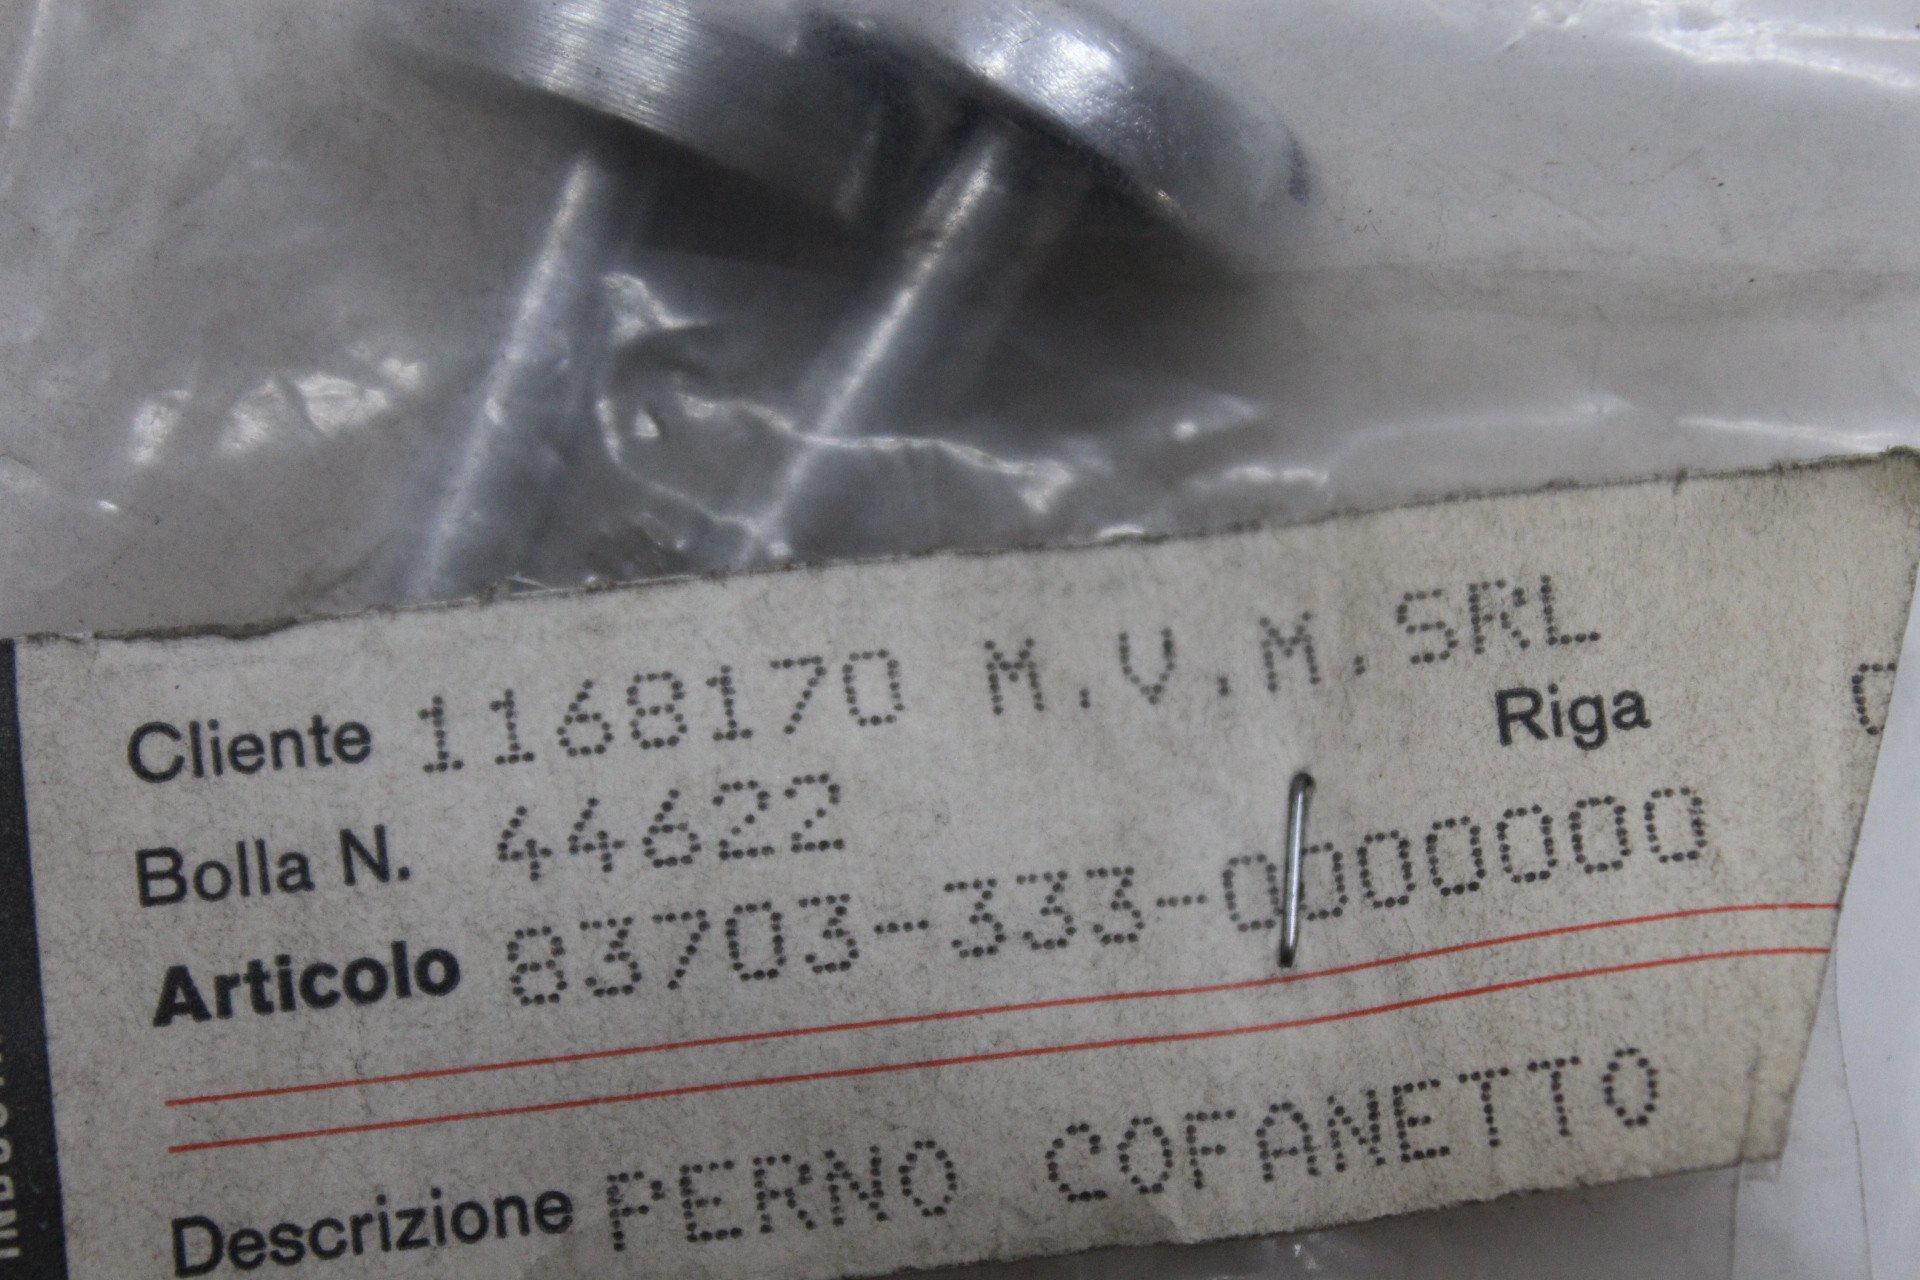 Cliente 1168170 M.V.M.SRL
Riga
Bolla N. 44622
Articolo 83703-333-0000000
Descrizione PERNO COFANETTO